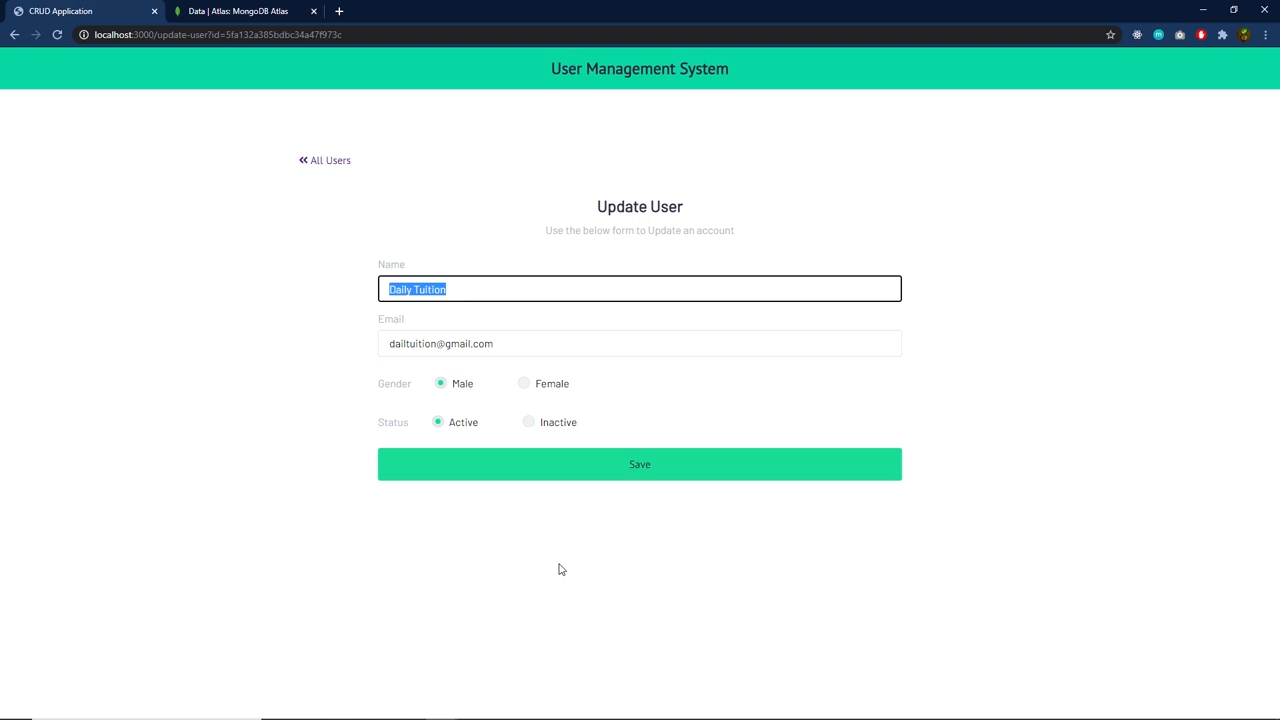 CRUD Application
Data | Atlas: MongoDB Atlas
localhost:3000/update-user?id=5fa132a385bdbc34a47f973c
User Management System
All Users
Update User
Use the below form to Update an account
Name
Daily Tuition
Email
dailtuition@gmail.com
Gender Male Female
Status Active Inactive
Save